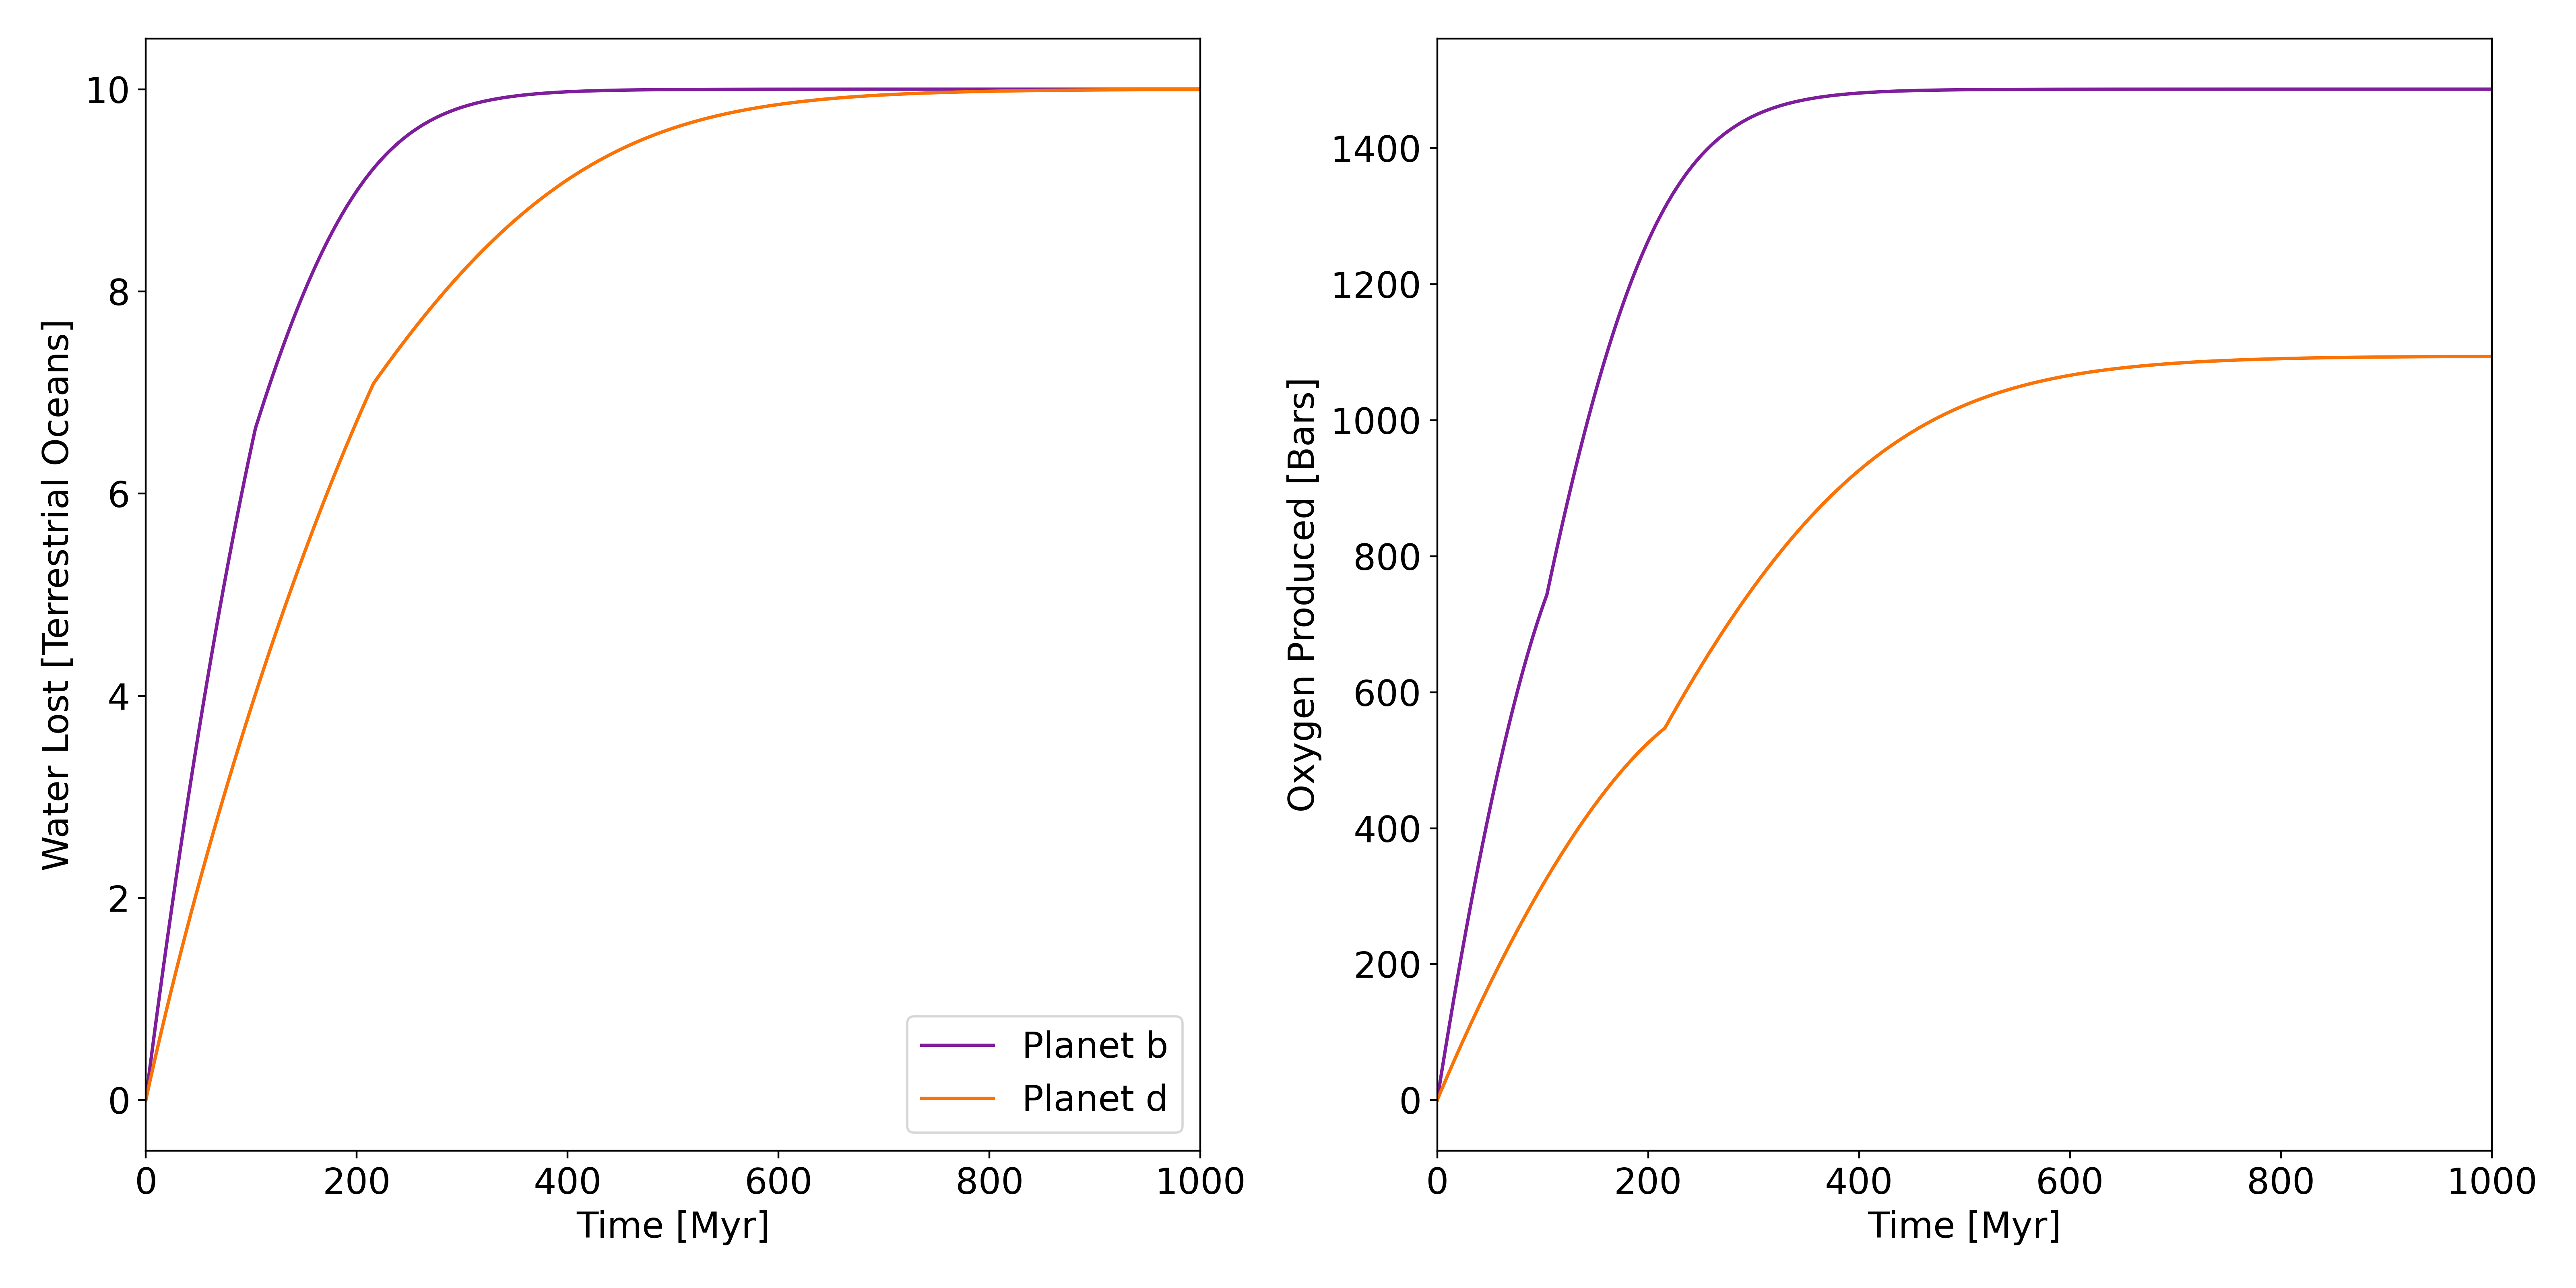 Water Lost [Terrestrial Oceans]
10
8
6
4
2
0
0 200 400 600 800 1000
Time [Myr]
Planet b
Planet d
Oxygen Produced [Bars]
1400
1200
1000
800
600
400
200
0
0 200 400 600 800 1000
Time [Myr]